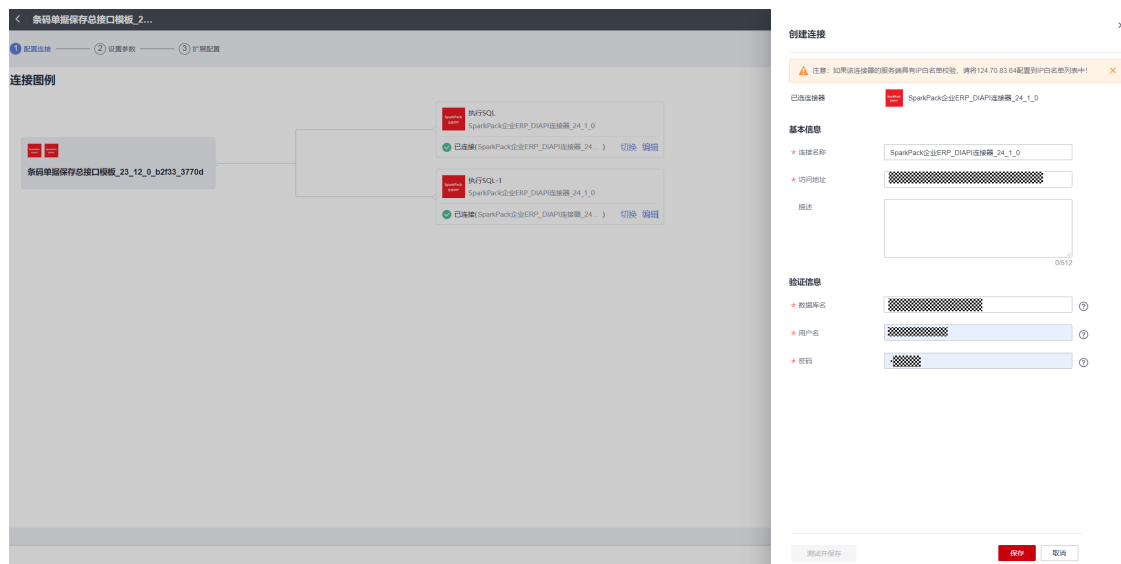 条码单据保存总接口模板_2...
1 配置连接 2 设置参数 3 扩展配置
连接图例
条码单据保存总接口模板_23_12_0_b2f33_3770d
执行SQL
SparkPack企业ERP_DIAPI连接器_24_1_0
已连接(SparkPack企业ERP_DIAPI连接器_24... ) 切换 编辑
执行SQL-1
SparkPack企业ERP_DIAPI连接器_24_1_0
已连接(SparkPack企业ERP_DIAPI连接器_24... ) 切换 编辑
创建连接
注意:如果该连接器的服务端具有IP白名单校验,请将124.70.83.64配置到IP白名单列表中!
已选连接器 SparkPack企业ERP_DIAPI连接器_24_1_0
基本信息
* 连接名称 SparkPack企业ERP_DIAPI连接器_24_1_0
* 访问地址
描述
0/512
验证信息
* 数据库名
* 用户名
* 密码
测试并保存 保存 取消